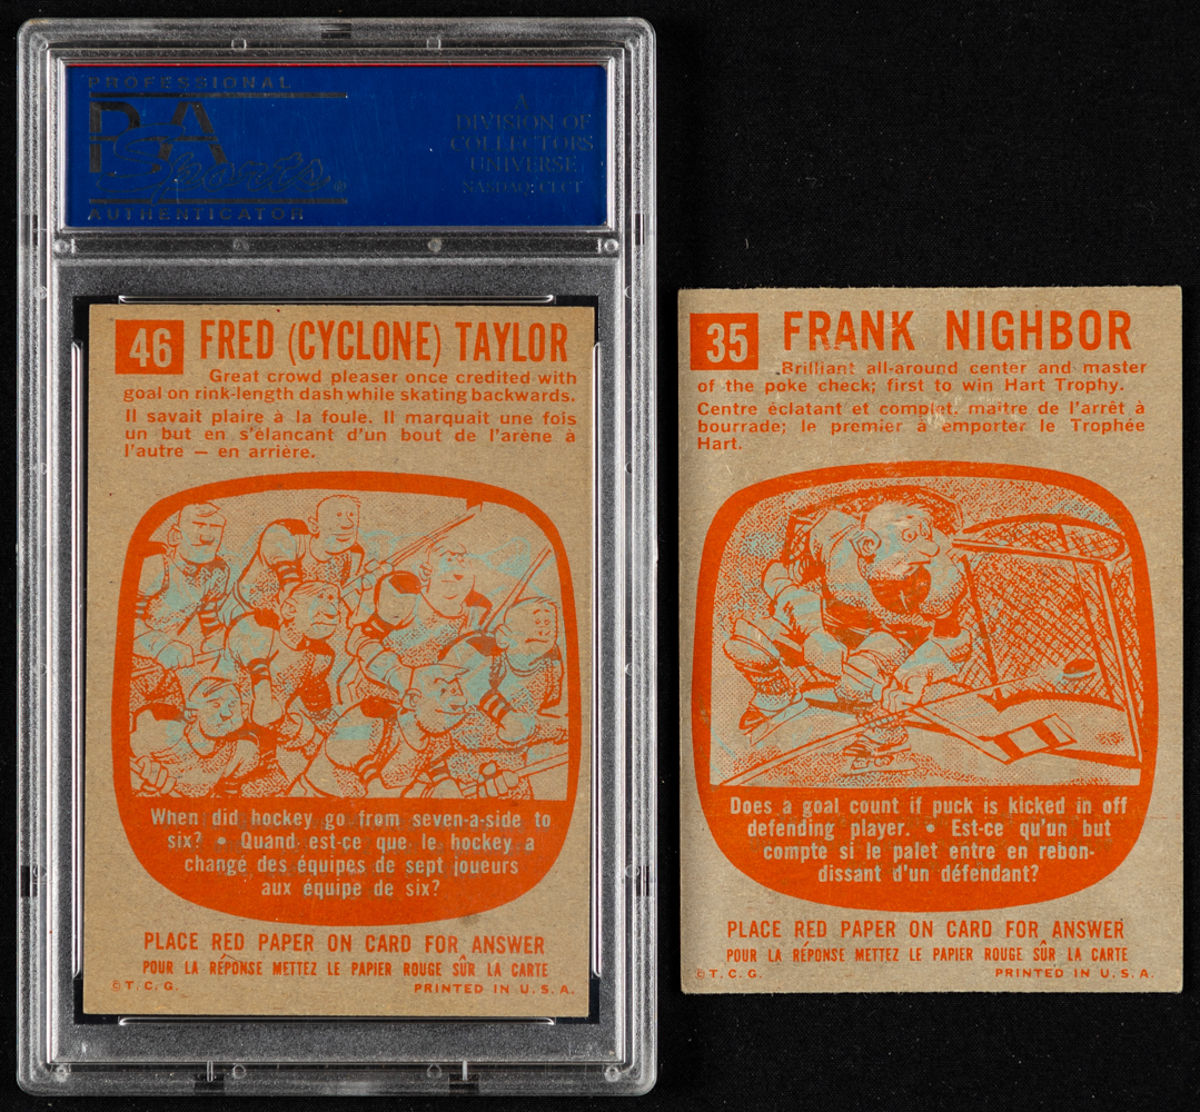 PROFESSIONAL
PSA
Sports®
AUTHENTICATOR
A
DIVISION OF
COLLECTORS
UNIVERSE
NASDAQ: CLCT
46 FRED (CYCLONE) TAYLOR
Great crowd pleaser once credited with
goal on rink-length dash while skating backwards.
Il savait plaire à la foule. Il marquait une fois
un but en s'élancant d'un bout de l'arène à
l'autre — en arrière.
When did hockey go from seven-a-side to
six? • Quand est-ce que le hockey a
changé des équipes de sept joueurs
aux équipe de six?
PLACE RED PAPER ON CARD FOR ANSWER
POUR LA RÉPONSE METTEZ LE PAPIER ROUGE SÛR LA CARTE
©T.C.G. PRINTED IN U.S.A.
35 FRANK NIGHBOR
Brilliant all-around center and master
of the poke check; first to win Hart Trophy.
Centre éclatant et complet, maître de l'arrêt à
bourrade; le premier à emporter le Trophée
Hart.
Does a goal count if puck is kicked in off
defending player. • Est-ce qu'un but
compte si le palet entre en rebon-
dissant d'un défendant?
PLACE RED PAPER ON CARD FOR ANSWER
POUR LA RÉPONSE METTEZ LE PAPIER ROUGE SÛR LA CARTE
©T.C.G. PRINTED IN U.S.A.